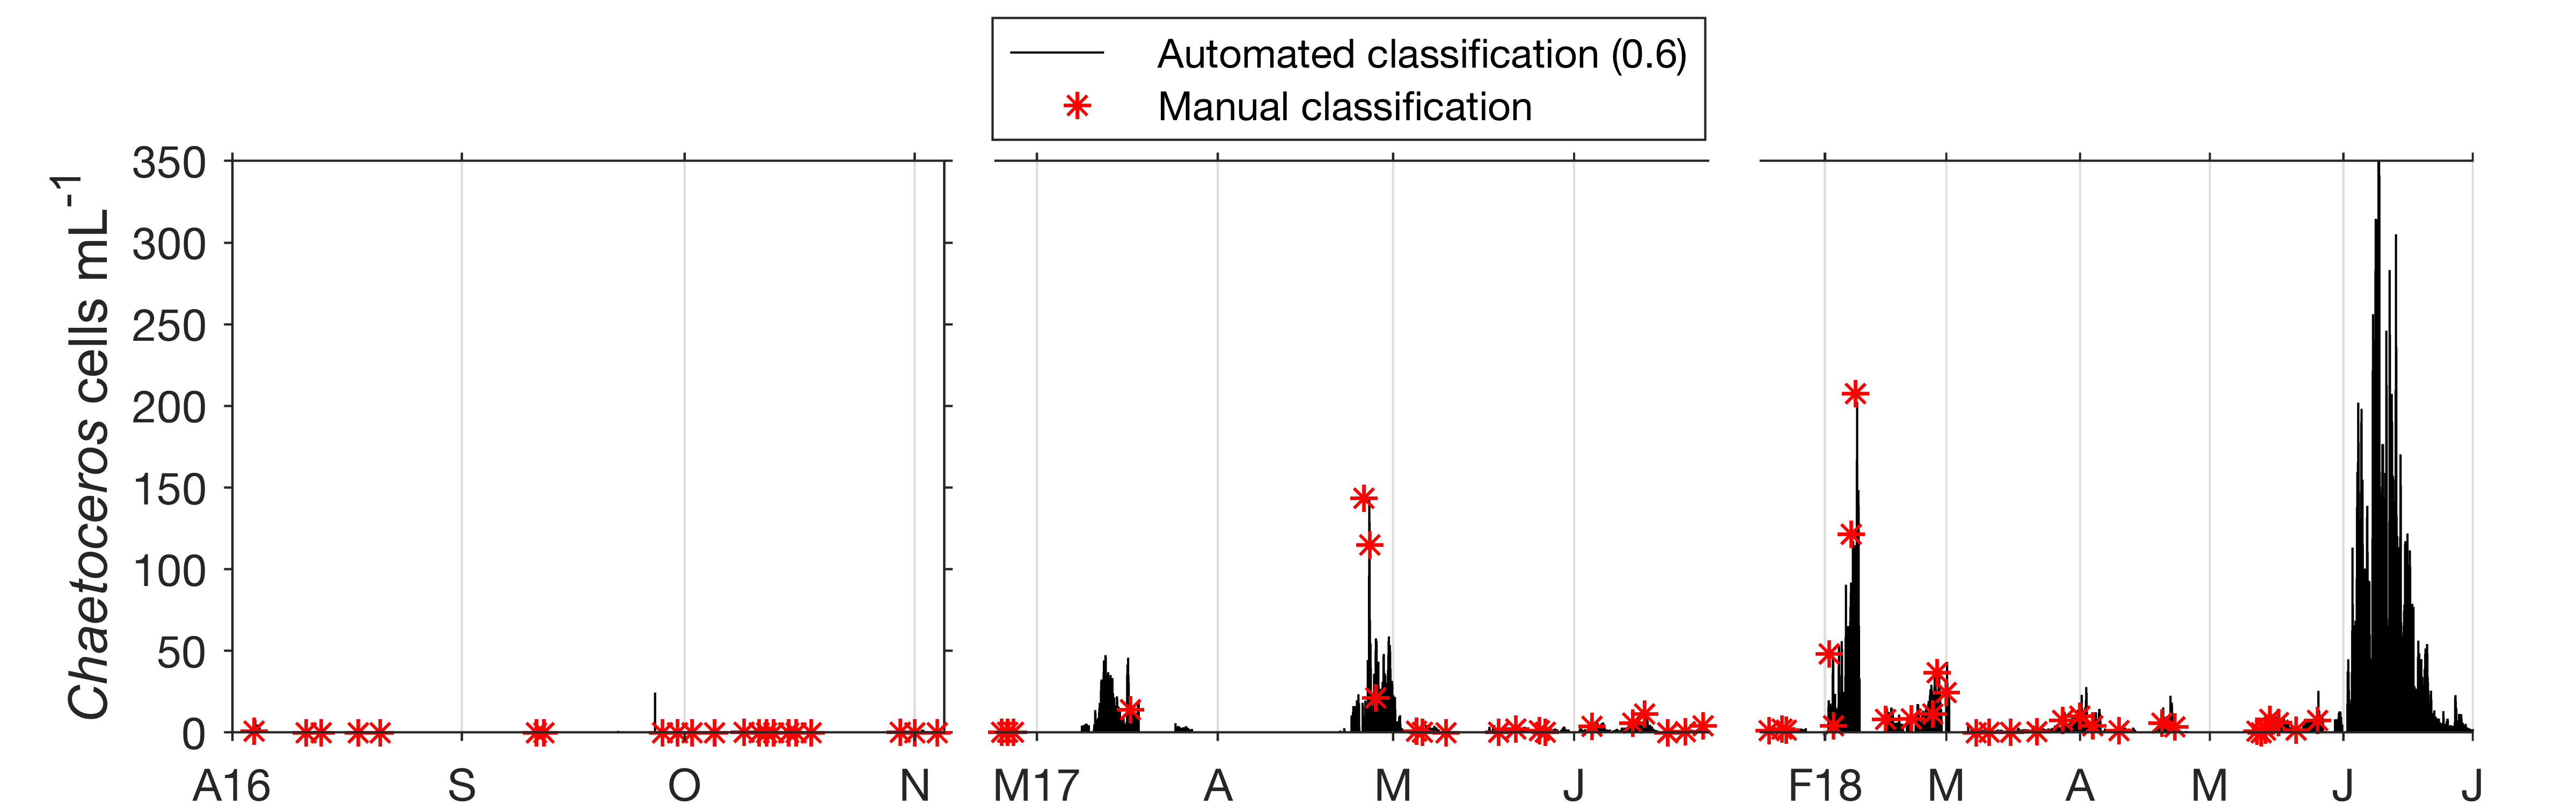 Automated classification (0.6)
Manual classification
Chaetoceros cells mL-1
350
300
250
200
150
100
50
0
A16 S O N M17 A M J F18 M A M J J